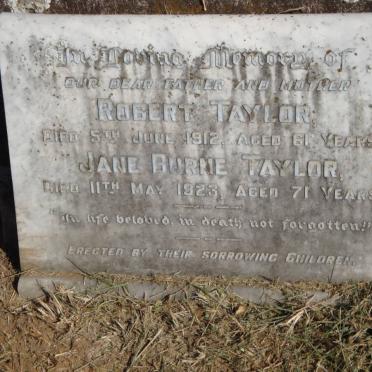 In Loving Memory of
OUR DEAR FATHER AND MOTHER
ROBERT TAYLOR,
DIED 5TH JUNE 1912, AGED 61 YEARS
JANE BURNE TAYLOR,
DIED 11TH MAY 1923, AGED 71 YEARS
"In life beloved, in death not forgotten."
ERECTED BY THEIR SORROWING CHILDREN.